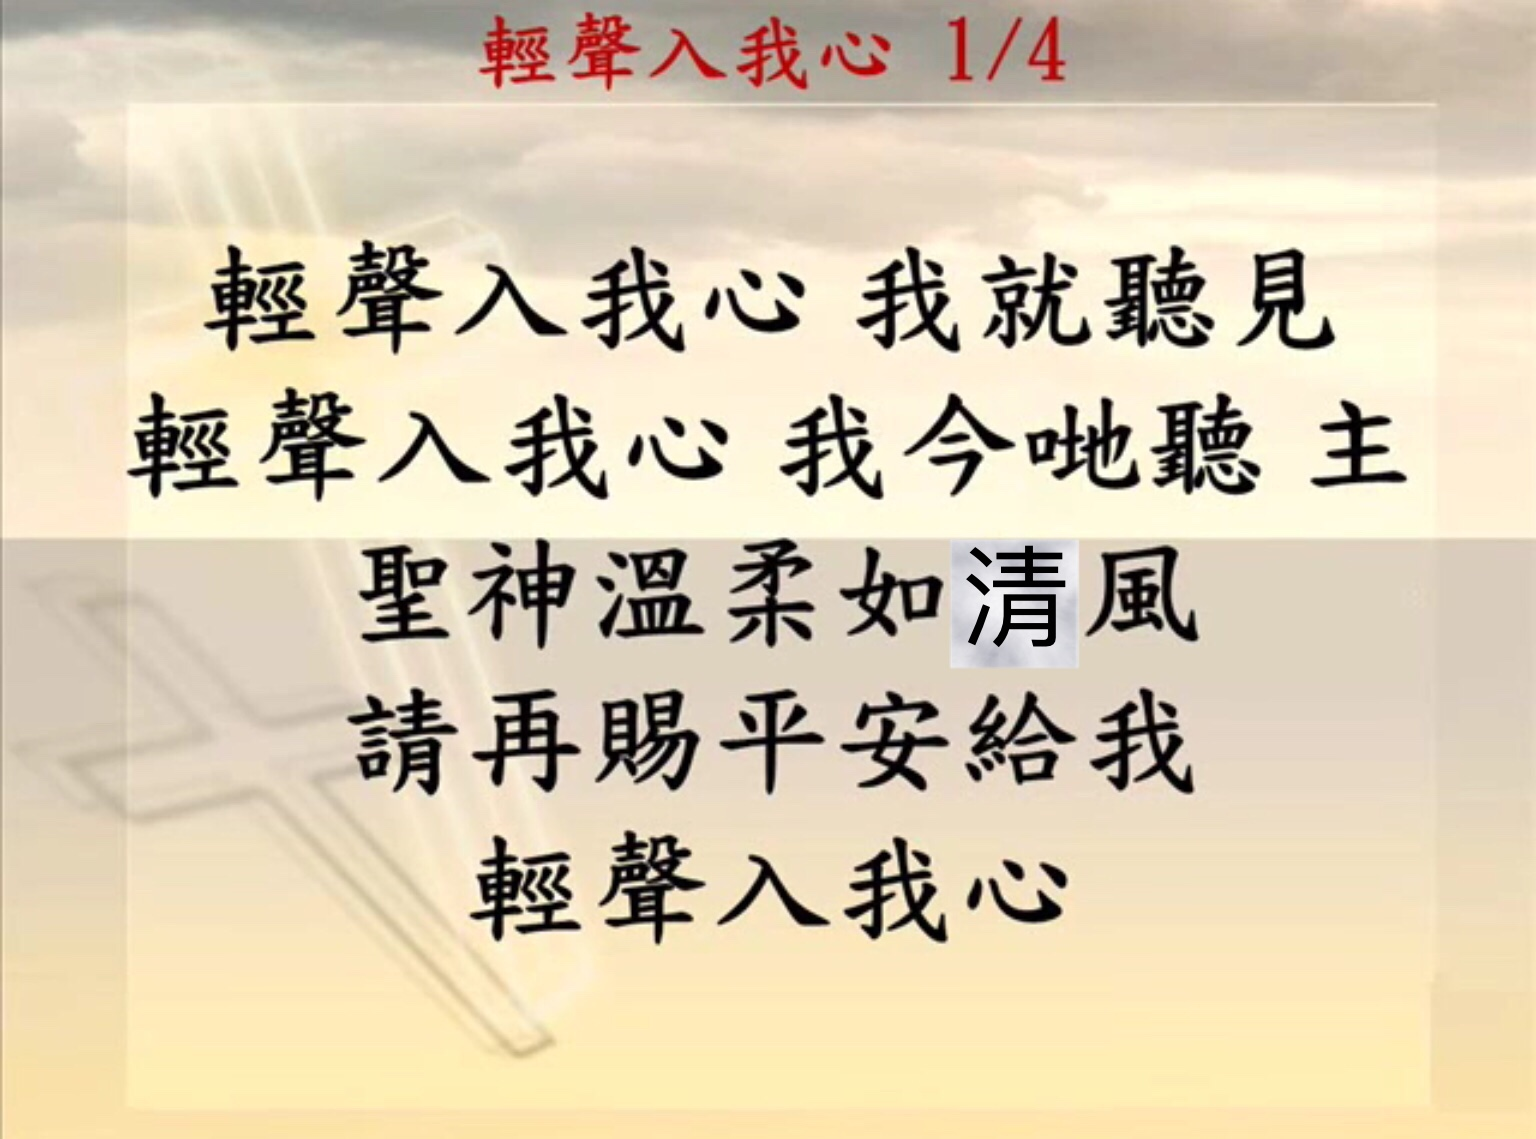 輕聲入我心 1/4
輕聲入我心 我就聽見
輕聲入我心 我今哋聽 主
聖神溫柔如清風
請再賜平安給我
輕聲入我心